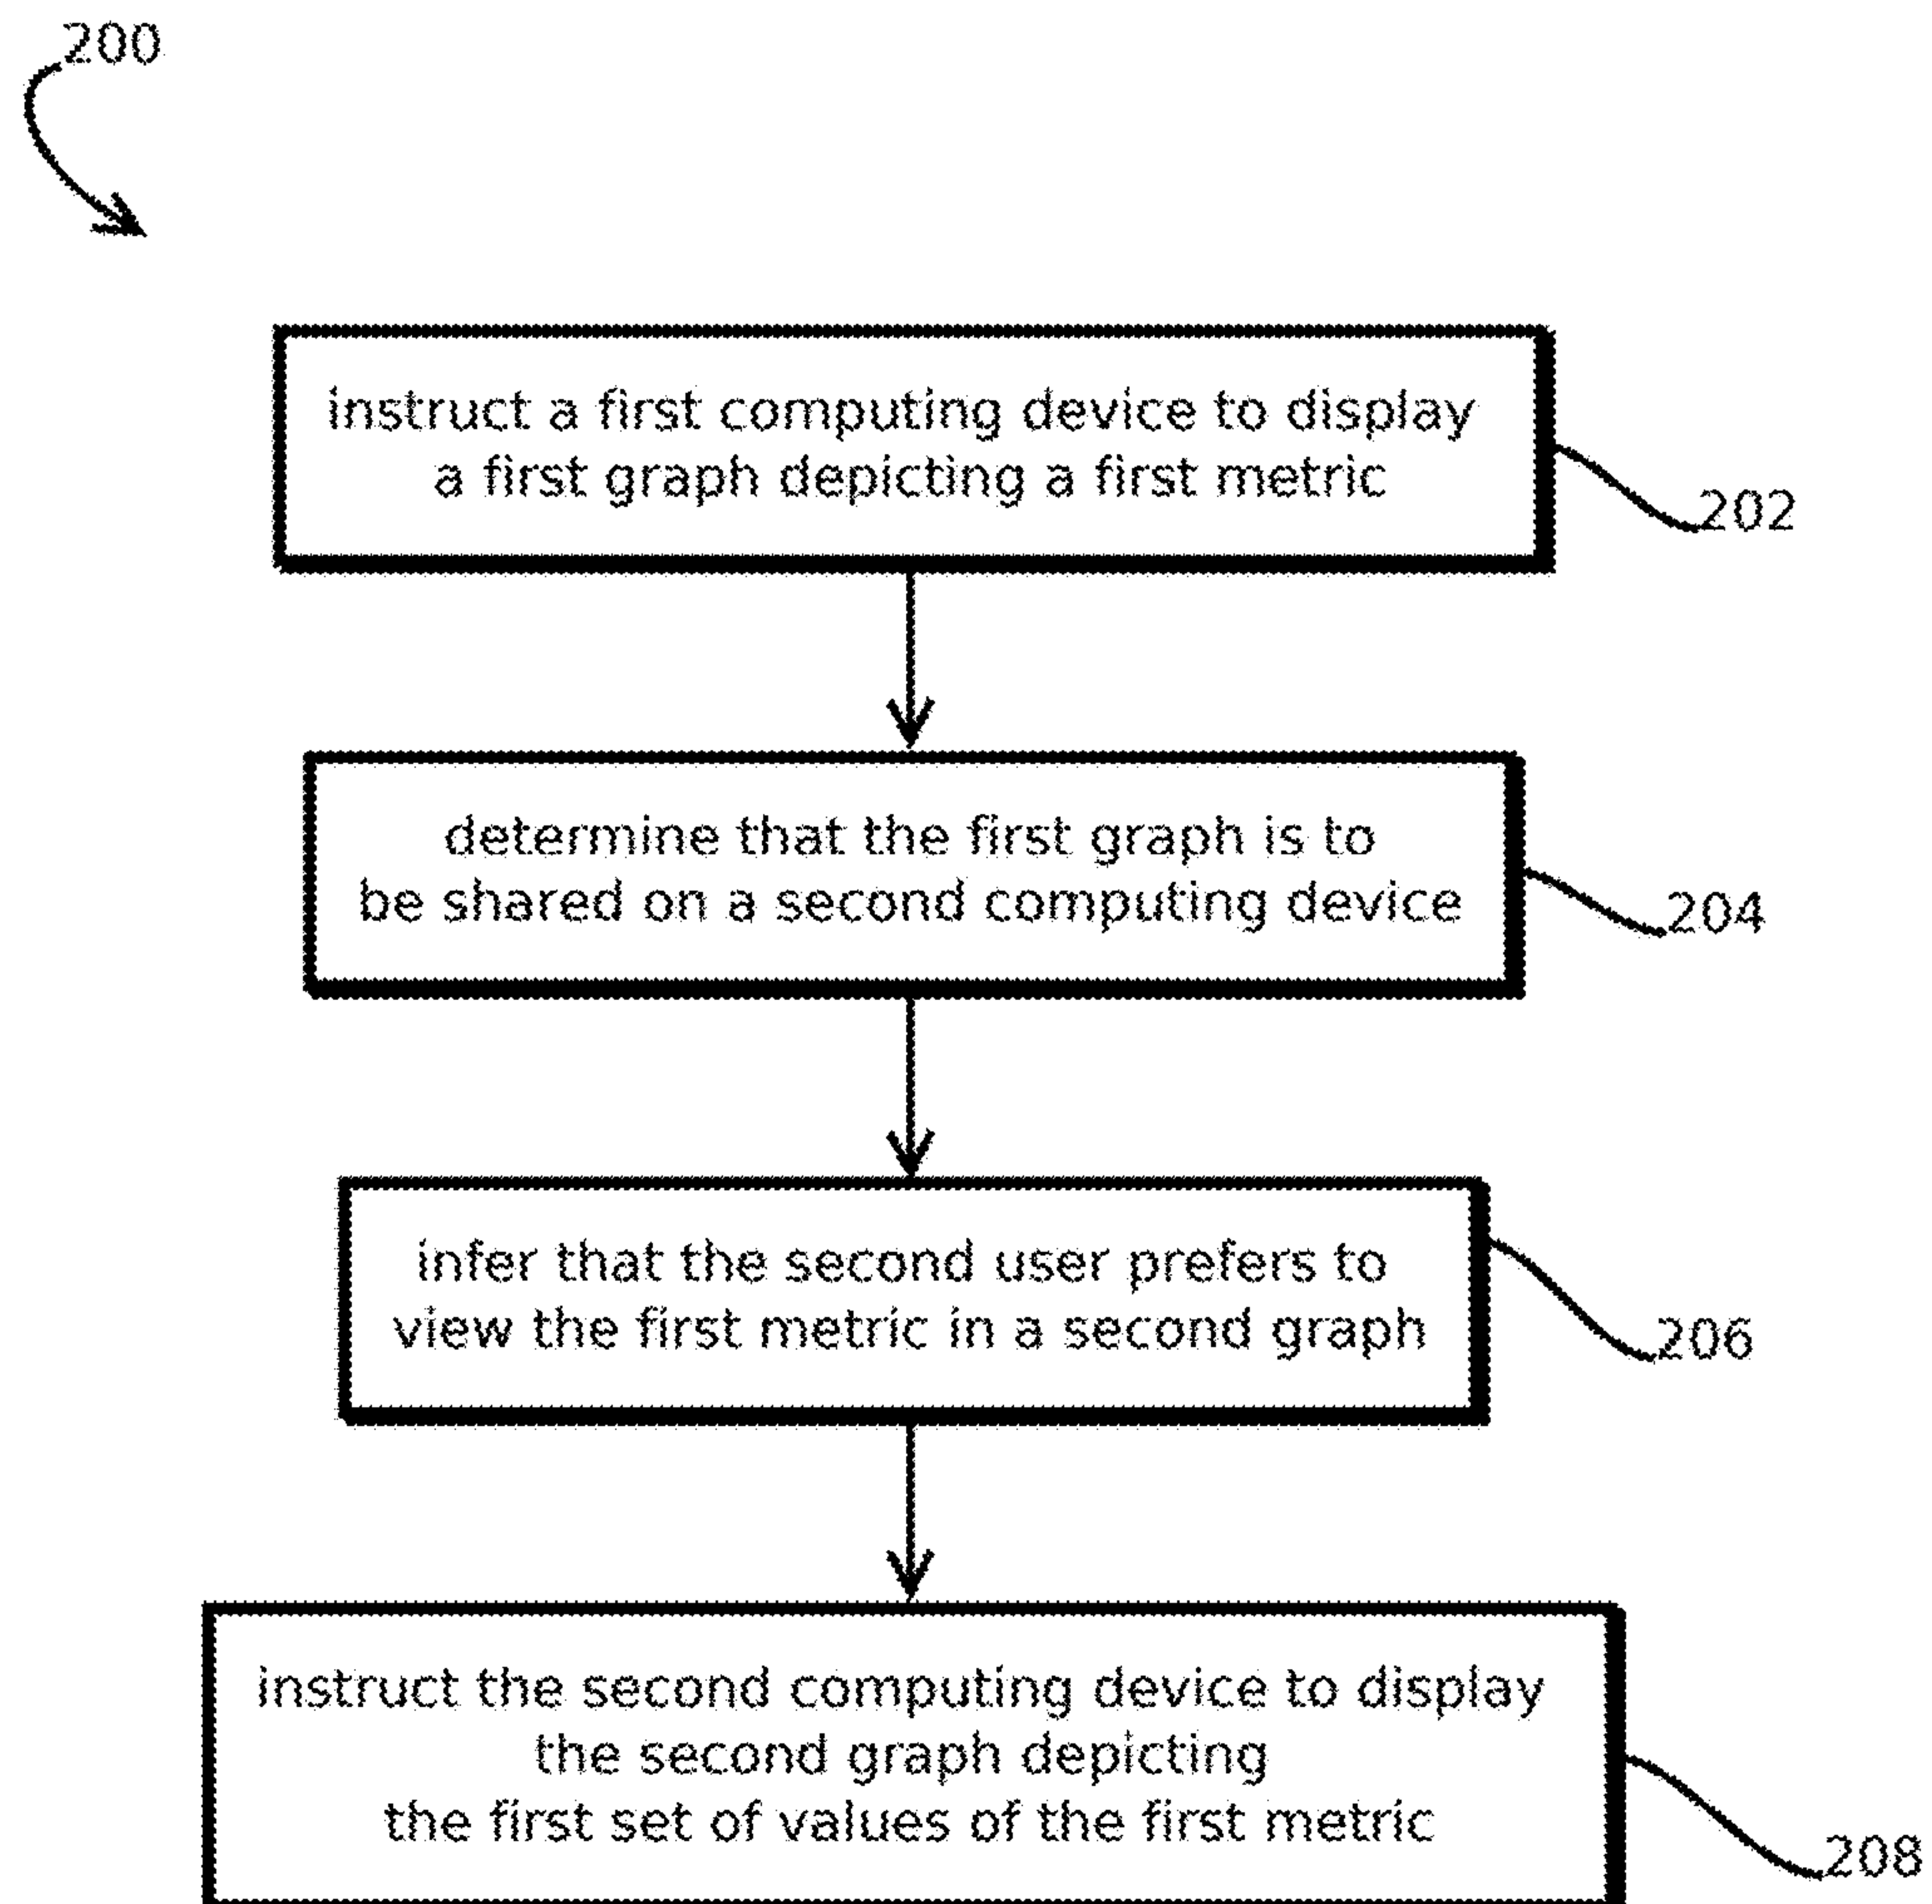 200
instruct a first computing device to display
a first graph depicting a first metric
202
determine that the first graph is to
be shared on a second computing device
204
infer that the second user prefers to
view the first metric in a second graph
206
instruct the second computing device to display
the second graph depicting
the first set of values of the first metric
208